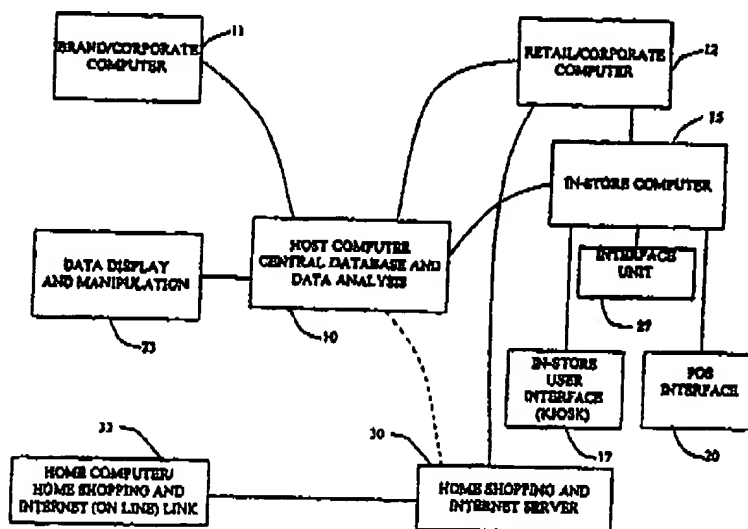 11
BRAND/CORPORATE
COMPUTER
RETAIL/CORPORATE
COMPUTER
12
15
IN-STORE COMPUTER
HOST COMPUTER
CENTRAL DATABASE AND
DATA ANALYSIS
10
DATA DISPLAY
AND MANIPULATION
23
INTERFACE
UNIT
27
IN-STORE
USER
INTERFACE
(KIOSK)
17
POS
INTERFACE
20
HOME COMPUTER/
HOME SHOPPING AND
INTERNET (ON LINE) LINK
30
HOME SHOPPING AND
INTERNET SERVER